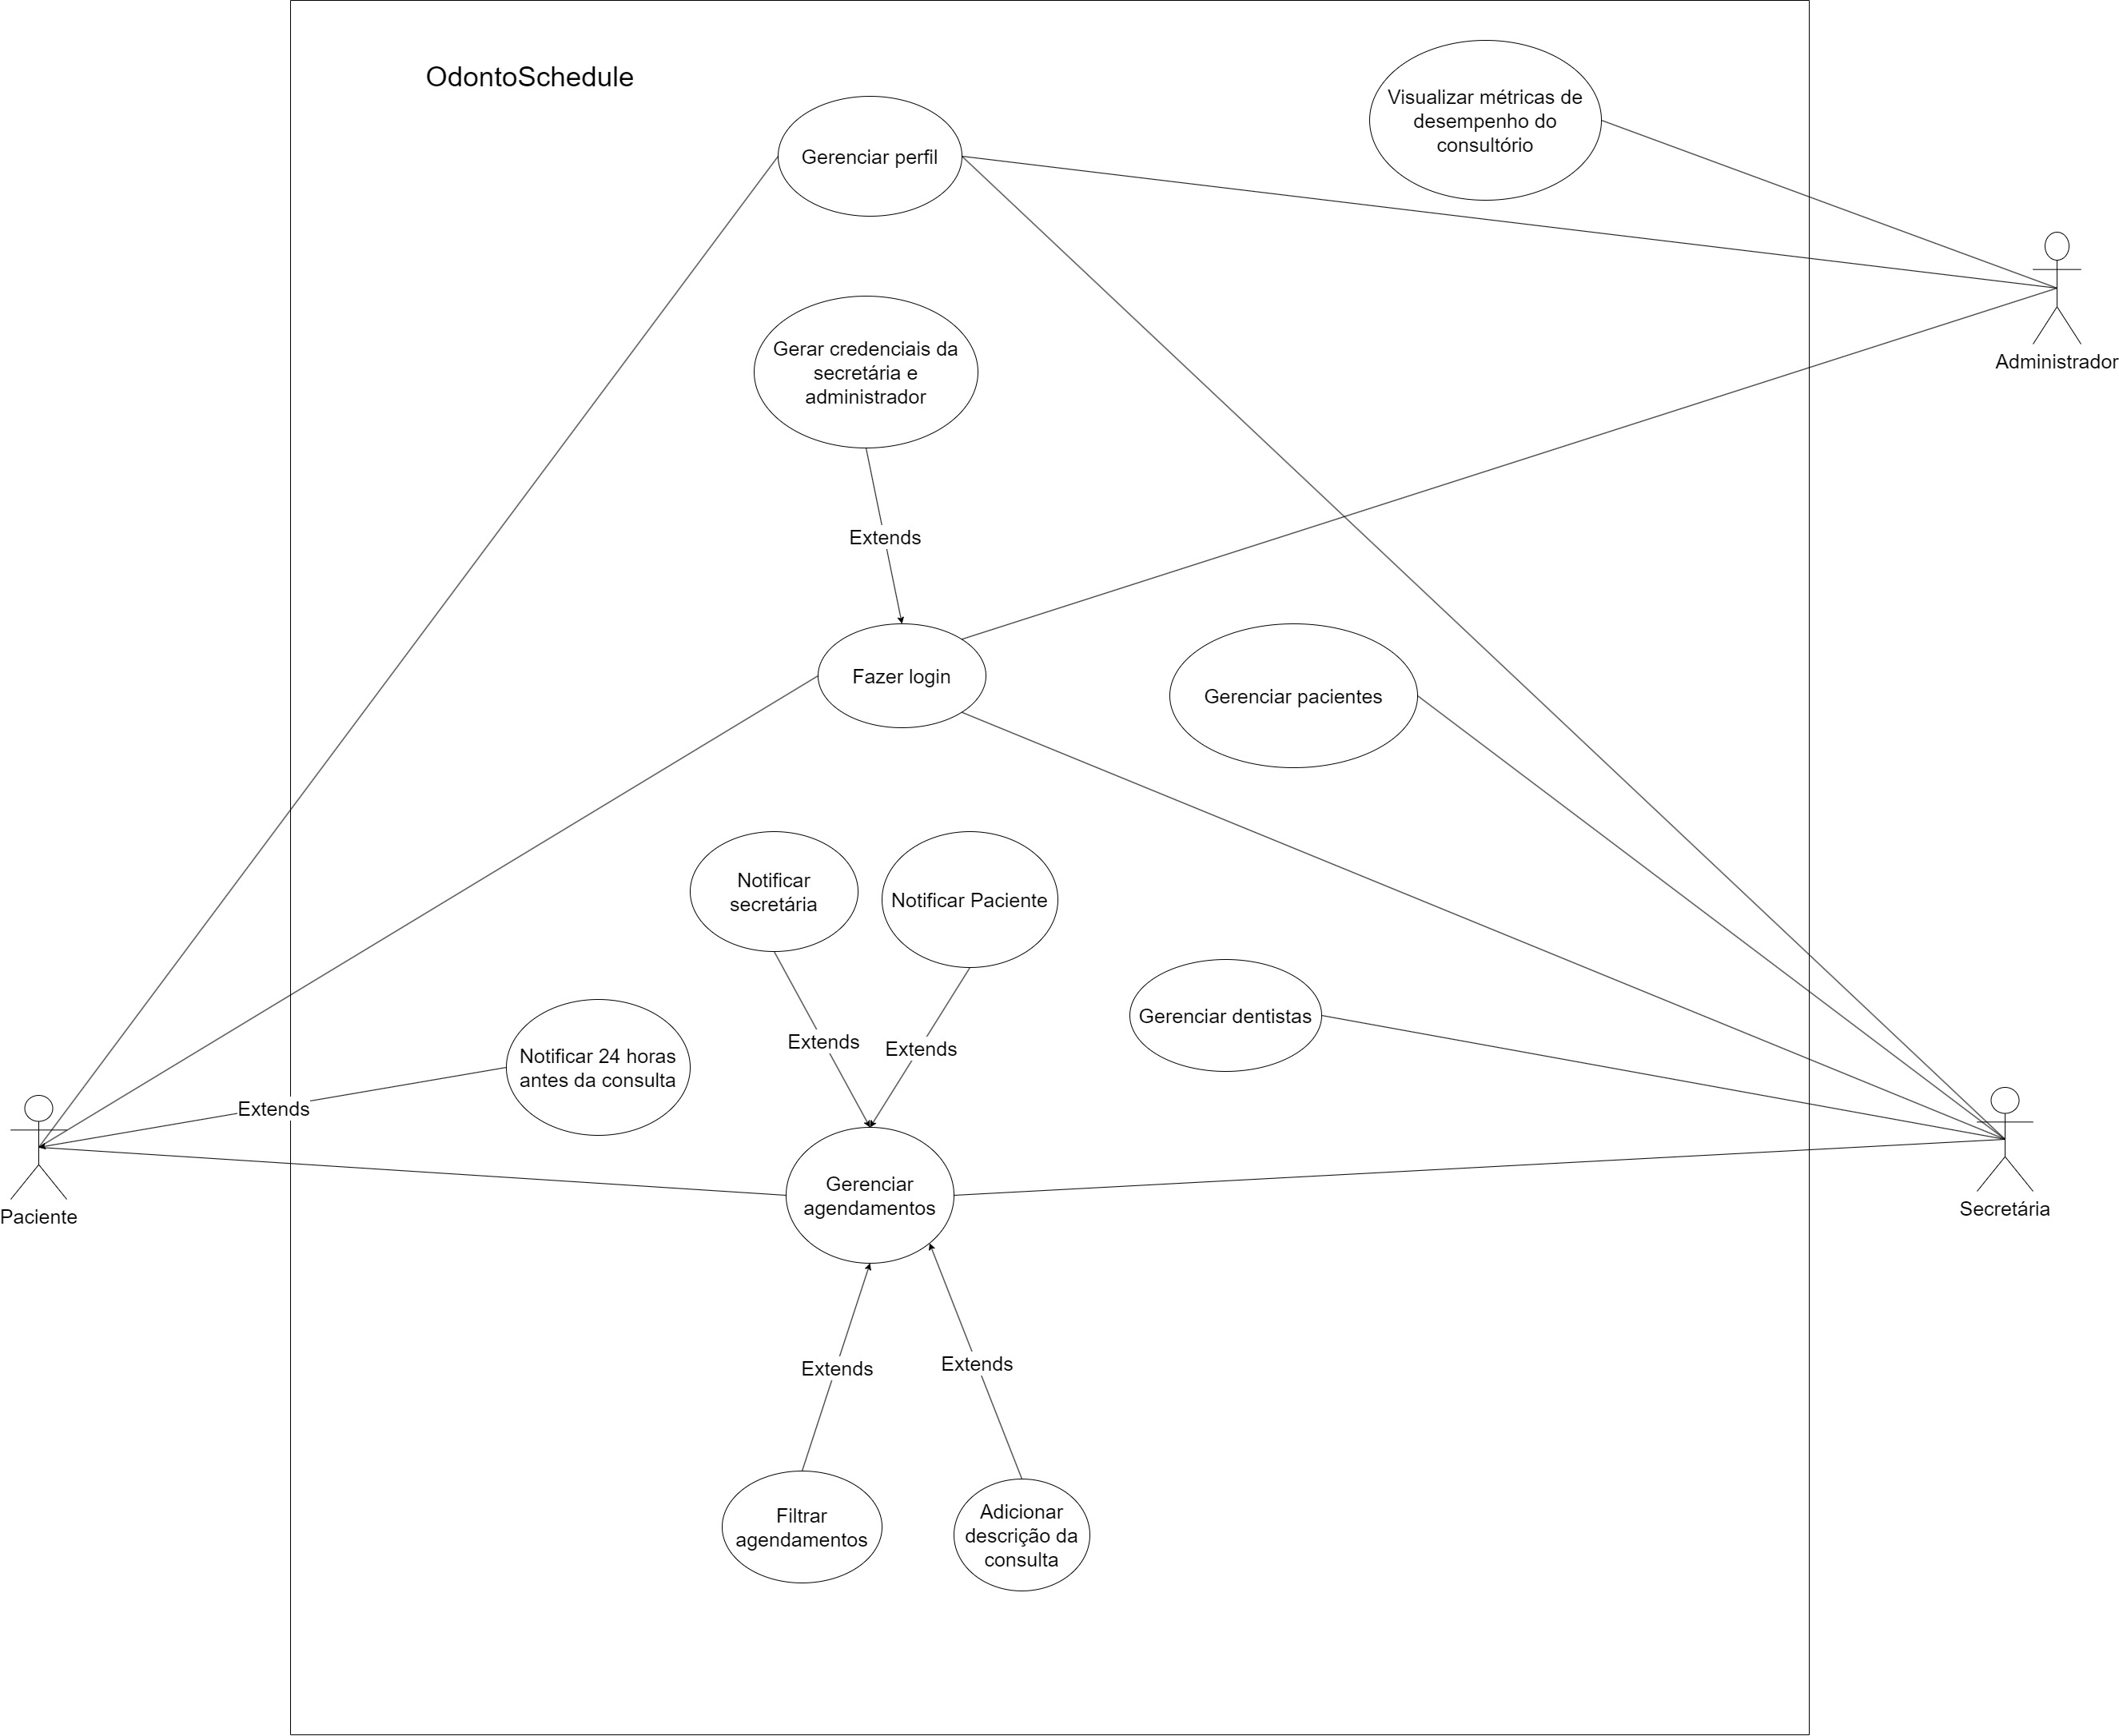 OdontoSchedule
Visualizar métricas de
desempenho do
consultório
Gerenciar perfil
Administrador
Gerar credenciais da
secretária e
administrador
Extends
Fazer login
Gerenciar pacientes
Notificar
secretária
Notificar Paciente
Extends
Extends
Gerenciar dentistas
Notificar 24 horas
antes da consulta
Extends
Paciente
Gerenciar
agendamentos
Secretária
Extends
Extends
Filtrar
agendamentos
Adicionar
descrição da
consulta